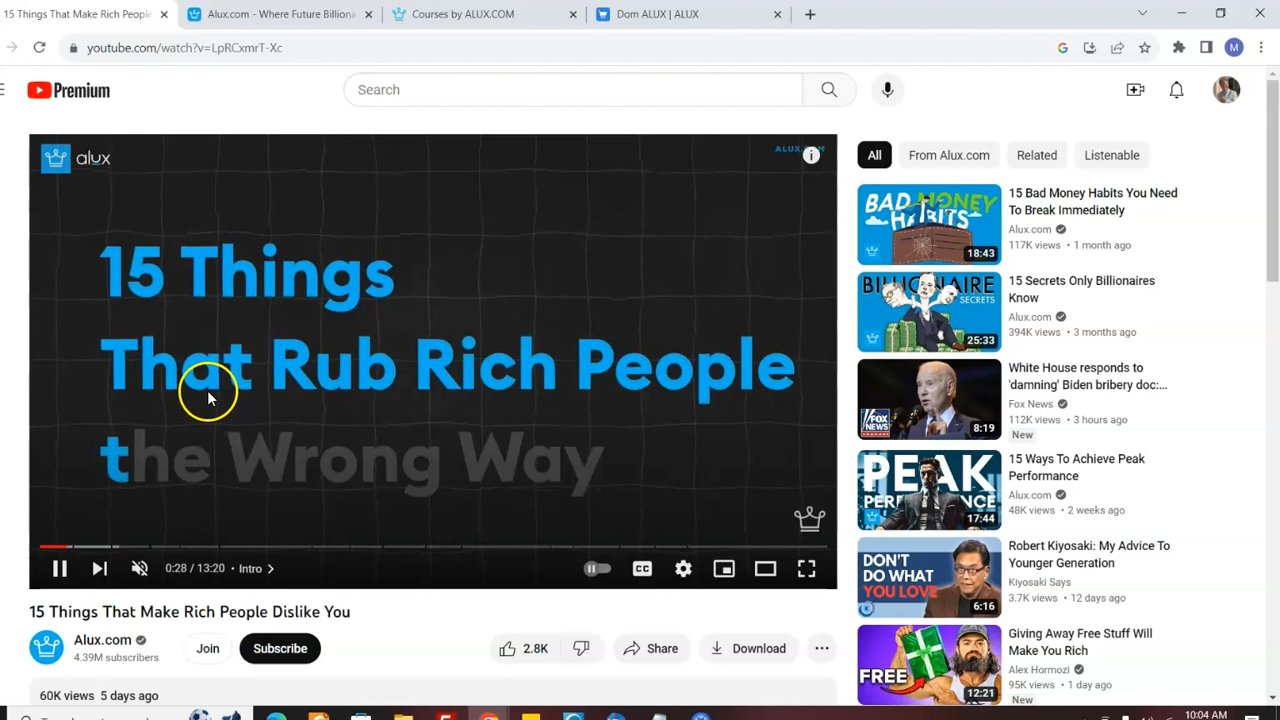 15 Things That Make Rich Peopl
Alux.com - Where Future Billiona
Courses by ALUX.COM
Dom ALUX | ALUX
youtube.com/watch?v=LpRCxmrT-Xc
M
Premium
Search
alux
ALUX.COM
15 Things
That Rub Rich People
the Wrong Way
0:28 / 13:20 • Intro
CC
15 Things That Make Rich People Dislike You
Alux.com
4.39M subscribers
Join
Subscribe
2.8K
Share
Download
60K views 5 days ago
All
From Alux.com
Related
Listenable
BAD MONEY
HABITS
18:43
15 Bad Money Habits You Need
To Break Immediately
Alux.com
117K views • 1 month ago
BILLIONAIRE
SECRETS
25:33
15 Secrets Only Billionaires
Know
Alux.com
394K views • 3 months ago
FOX
NEWS
8:19
White House responds to
'damning' Biden bribery doc:...
Fox News
112K views • 3 hours ago
New
PEAK
17:44
15 Ways To Achieve Peak
Performance
Alux.com
48K views • 2 weeks ago
DON'T
DO WHAT
YOU LOVE
6:16
Robert Kiyosaki: My Advice To
Younger Generation
Kiyosaki Says
3.7K views • 12 days ago
FREE
12:21
Giving Away Free Stuff Will
Make You Rich
Alex Hormozi
95K views • 1 day ago
New
10:04 AM